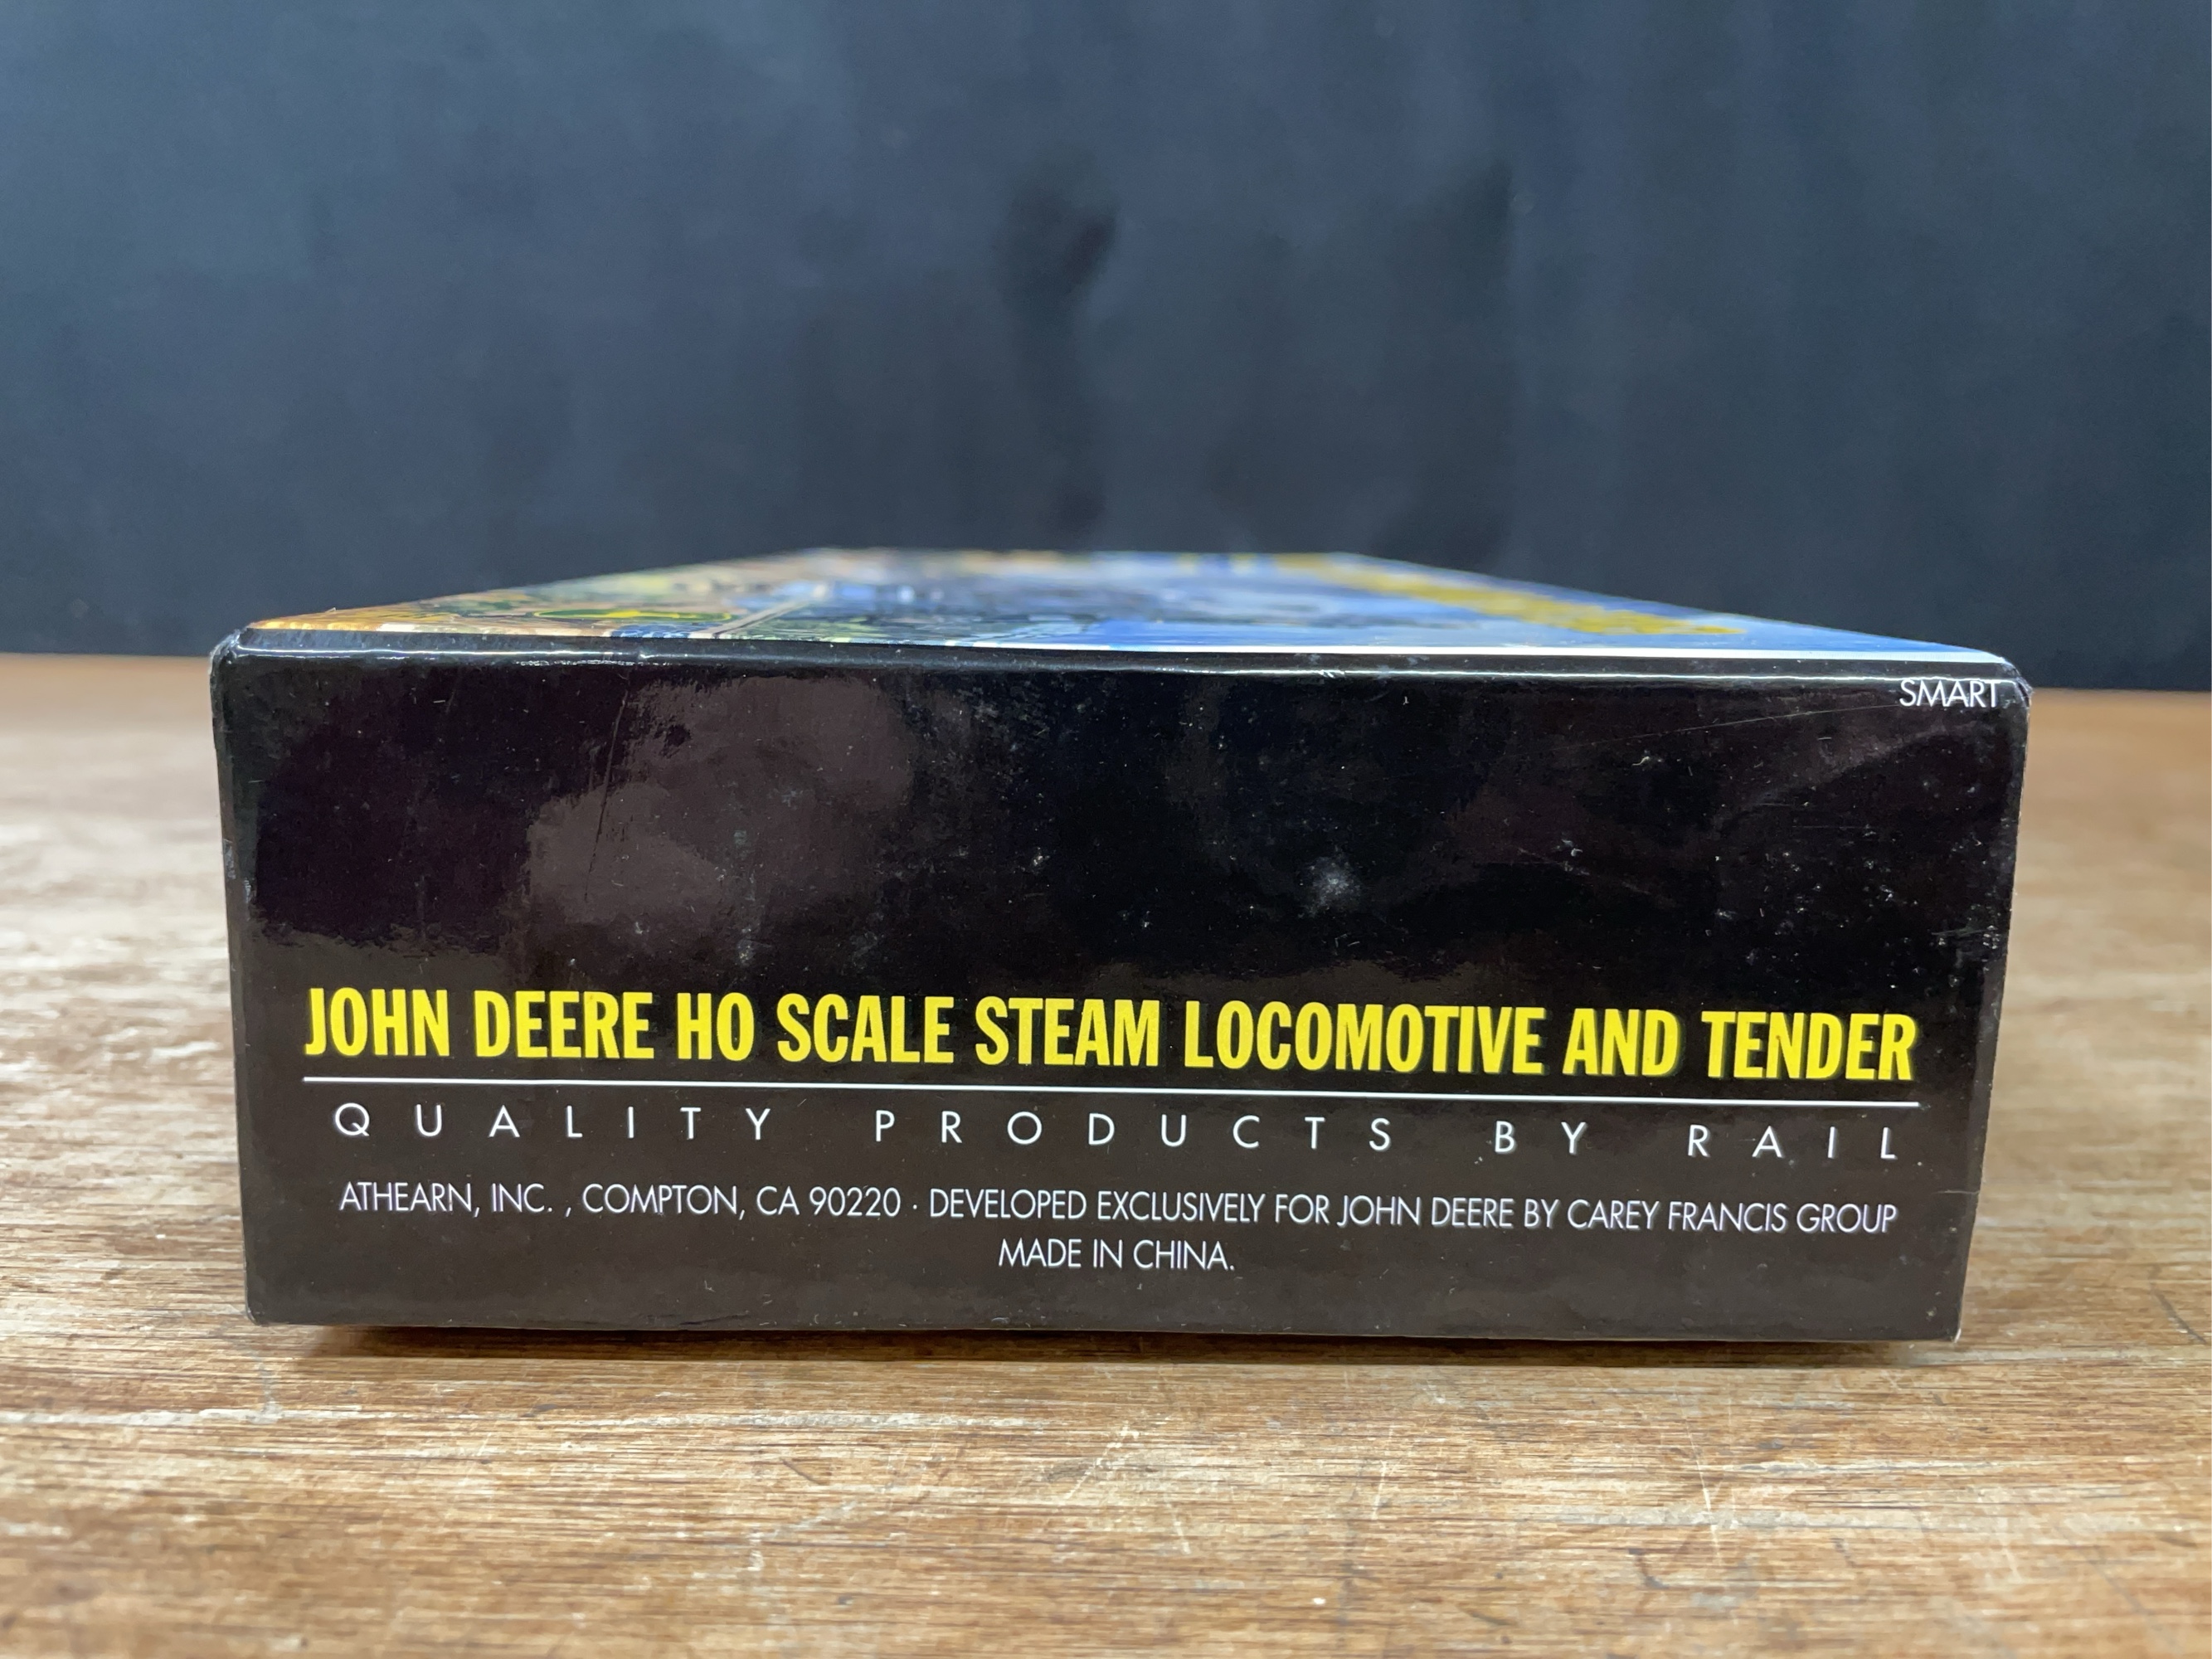 SMART
JOHN DEERE HO SCALE STEAM LOCOMOTIVE AND TENDER
QUALITY PRODUCTS BY RAIL
ATHEARN, INC. , COMPTON, CA 90220 · DEVELOPED EXCLUSIVELY FOR JOHN DEERE BY CAREY FRANCIS GROUP
MADE IN CHINA.